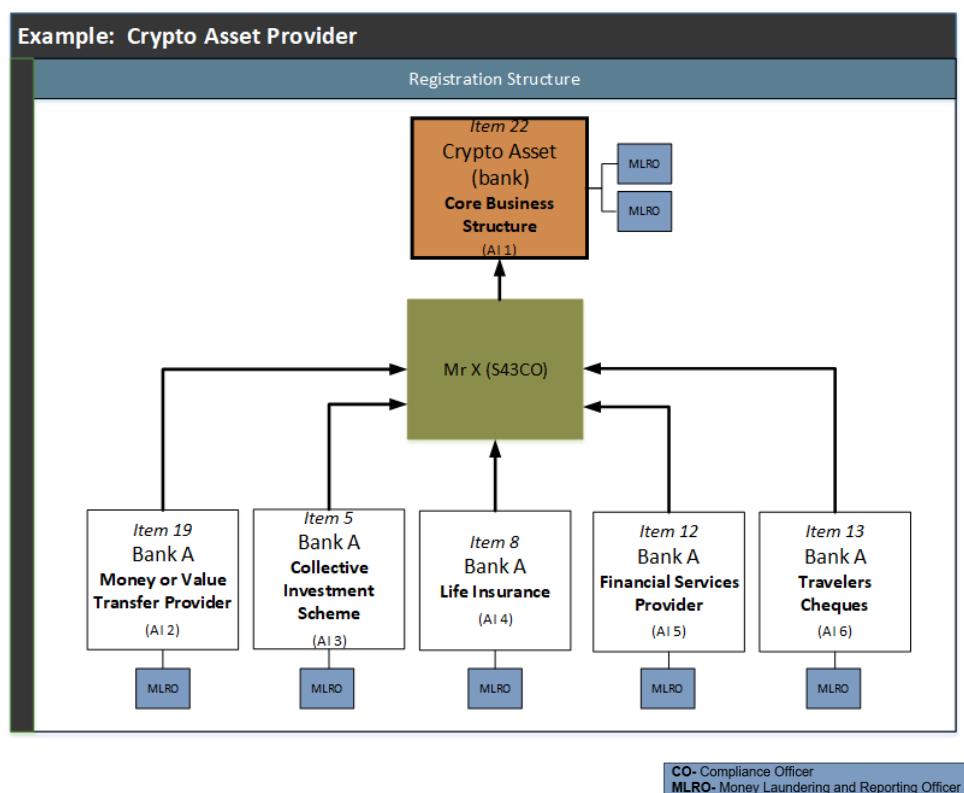 Example:  Crypto Asset Provider
Registration Structure
Item 22
Crypto Asset
(bank)
Core Business
Structure
(AI 1)
MLRO
MLRO
Mr X (S43CO)
Item 19
Bank A
Money or Value
Transfer Provider
(AI 2)
Item 5
Bank A
Collective
Investment
Scheme
(AI 3)
Item 8
Bank A
Life Insurance
(AI 4)
Item 12
Bank A
Financial Services
Provider
(AI 5)
Item 13
Bank A
Travelers
Cheques
(AI 6)
MLRO
MLRO
MLRO
MLRO
MLRO
CO- Compliance Officer
MLRO- Money Laundering and Reporting Officer